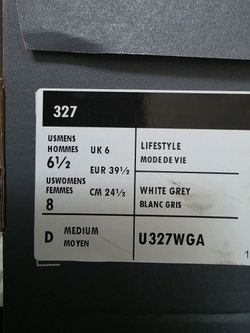 327
USMENS
HOMMES
6½
UK 6
EUR 39½
USWOMENS
FEMMES
8
CM 24½
LIFESTYLE
MODE DE VIE
WHITE GREY
BLANC GRIS
D
MEDIUM
MOYEN
U327WGA
1